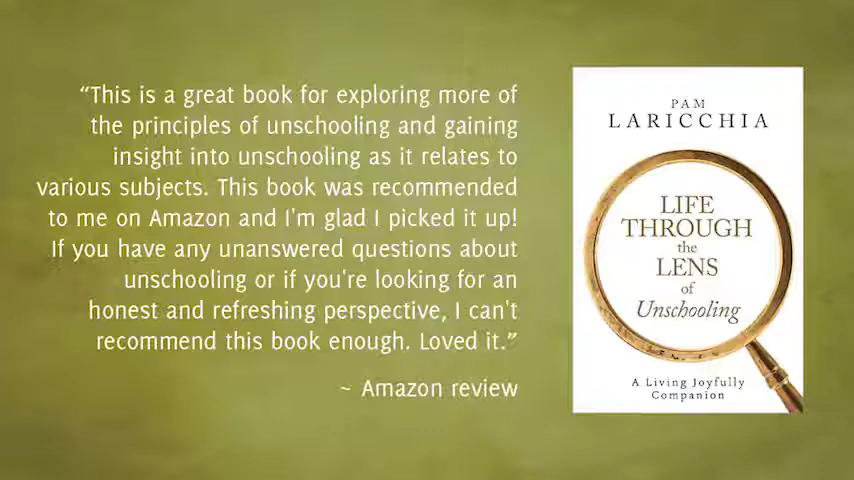 “This is a great book for exploring more of
the principles of unschooling and gaining
insight into unschooling as it relates to
various subjects. This book was recommended
to me on Amazon and I'm glad I picked it up!
If you have any unanswered questions about
unschooling or if you're looking for an
honest and refreshing perspective, I can't
recommend this book enough. Loved it.”
~ Amazon review
PAM
LARICCHIA
LIFE
THROUGH
the
LENS
of
Unschooling
A Living Joyfully
Companion